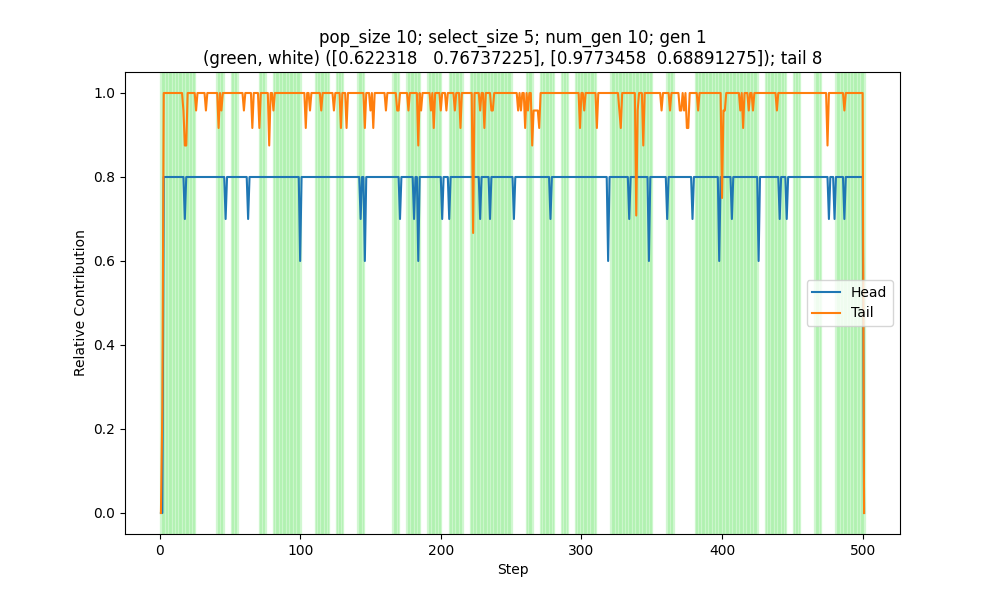 pop_size 10; select_size 5; num_gen 10; gen 1
(green, white) ([0.622318   0.76737225], [0.9773458  0.68891275]); tail 8
1.0
0.8
0.6
0.4
0.2
0.0
Relative Contribution
Head
Tail
0 100 200 300 400 500
Step